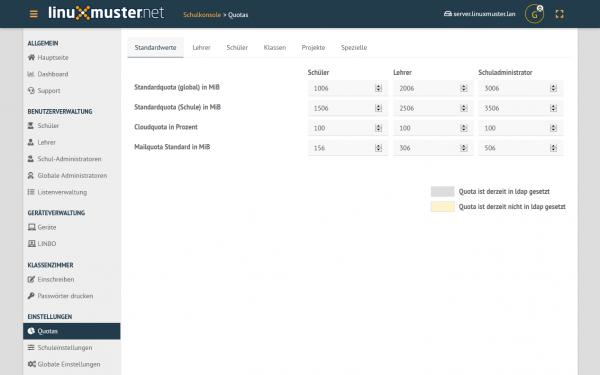 linuxmuster.net
Schulkonsole > Quotas
server.linuxmuster.lan
G
ALLGEMEIN
Hauptseite
Dashboard
Support
BENUTZERVERWALTUNG
Schüler
Lehrer
Schul-Administratoren
Globale Administratoren
Listenverwaltung
GERÄTEVERWALTUNG
Geräte
LINBO
KLASSENZIMMER
Einschreiben
Passwörter drucken
EINSTELLUNGEN
Quotas
Schuleinstellungen
Globale Einstellungen
Standardwerte Lehrer Schüler Klassen Projekte Spezielle
Schüler Lehrer Schuladministrator
Standardquota (global) in MiB 1006 2006 3006
Standardquota (Schule) in MiB 1506 2506 3506
Cloudquota in Prozent 100 100 100
Mailquota Standard in MiB 156 306 506
Quota ist derzeit in ldap gesetzt
Quota ist derzeit nicht in ldap gesetzt